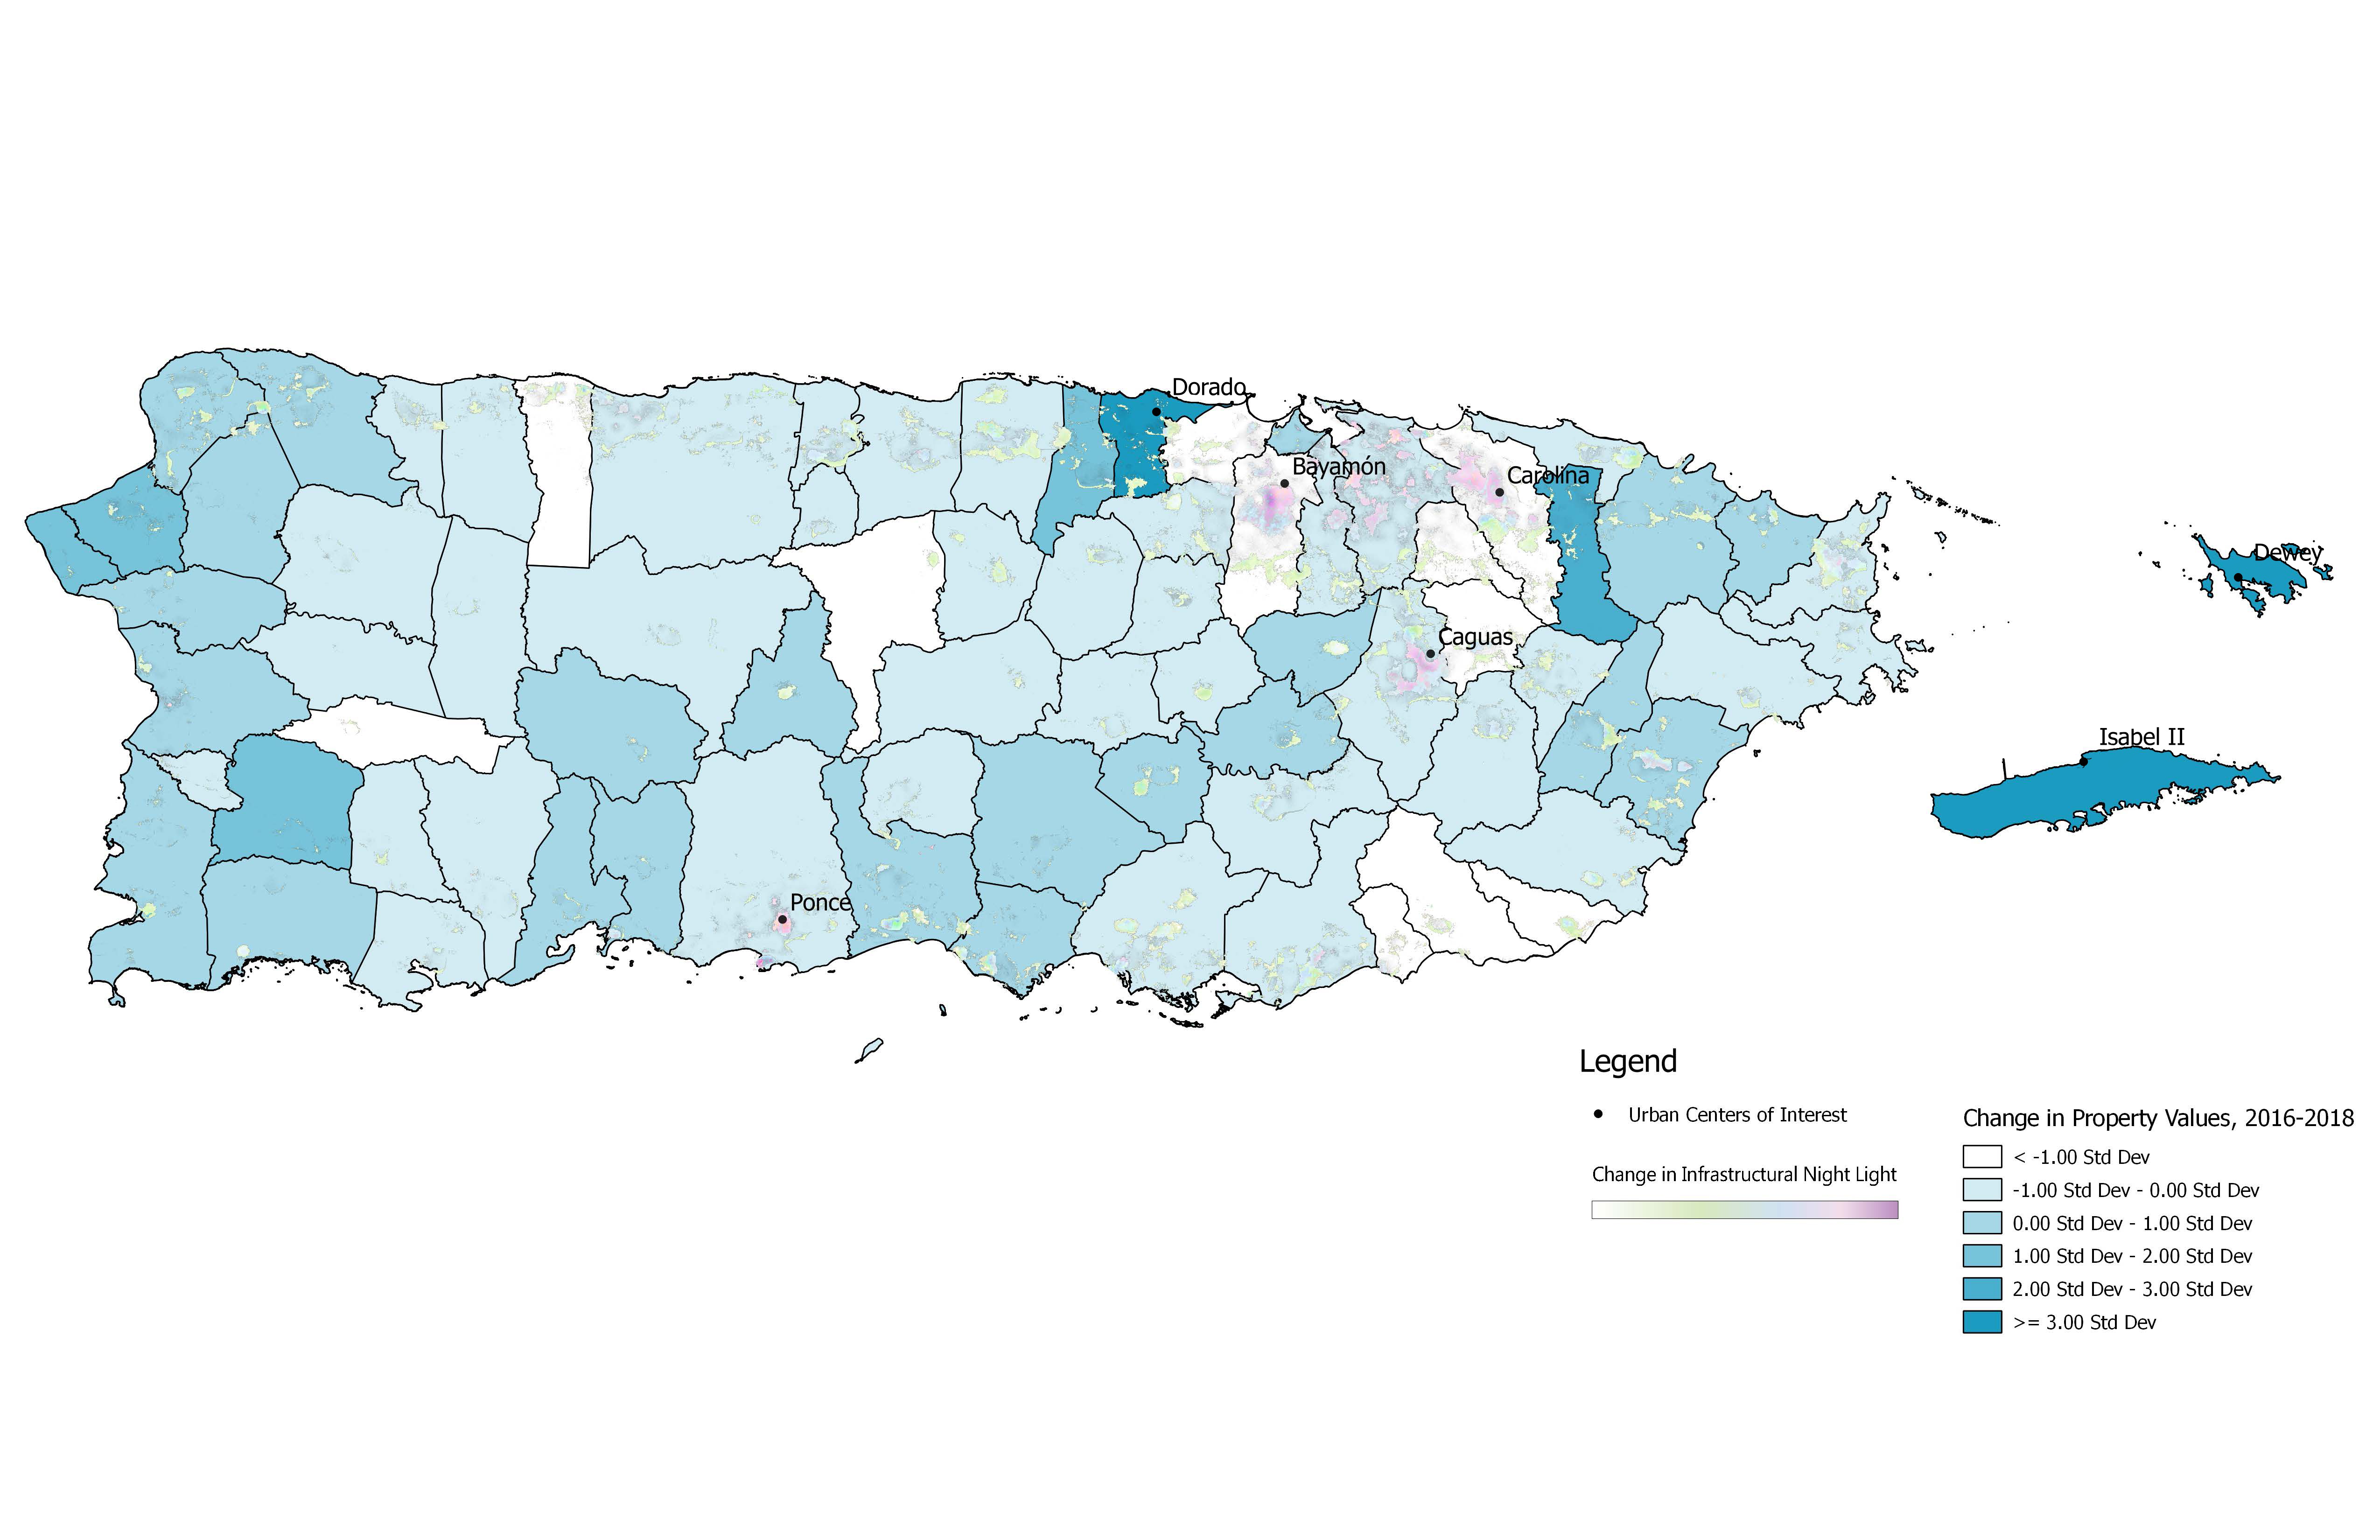 Dorado
Bayamón
Carolina
Dewey
Caguas
Isabel II
Ponce
Legend
Urban Centers of Interest
Change in Infrastructural Night Light
Change in Property Values, 2016-2018
< -1.00 Std Dev
-1.00 Std Dev - 0.00 Std Dev
0.00 Std Dev - 1.00 Std Dev
1.00 Std Dev - 2.00 Std Dev
2.00 Std Dev - 3.00 Std Dev
>= 3.00 Std Dev